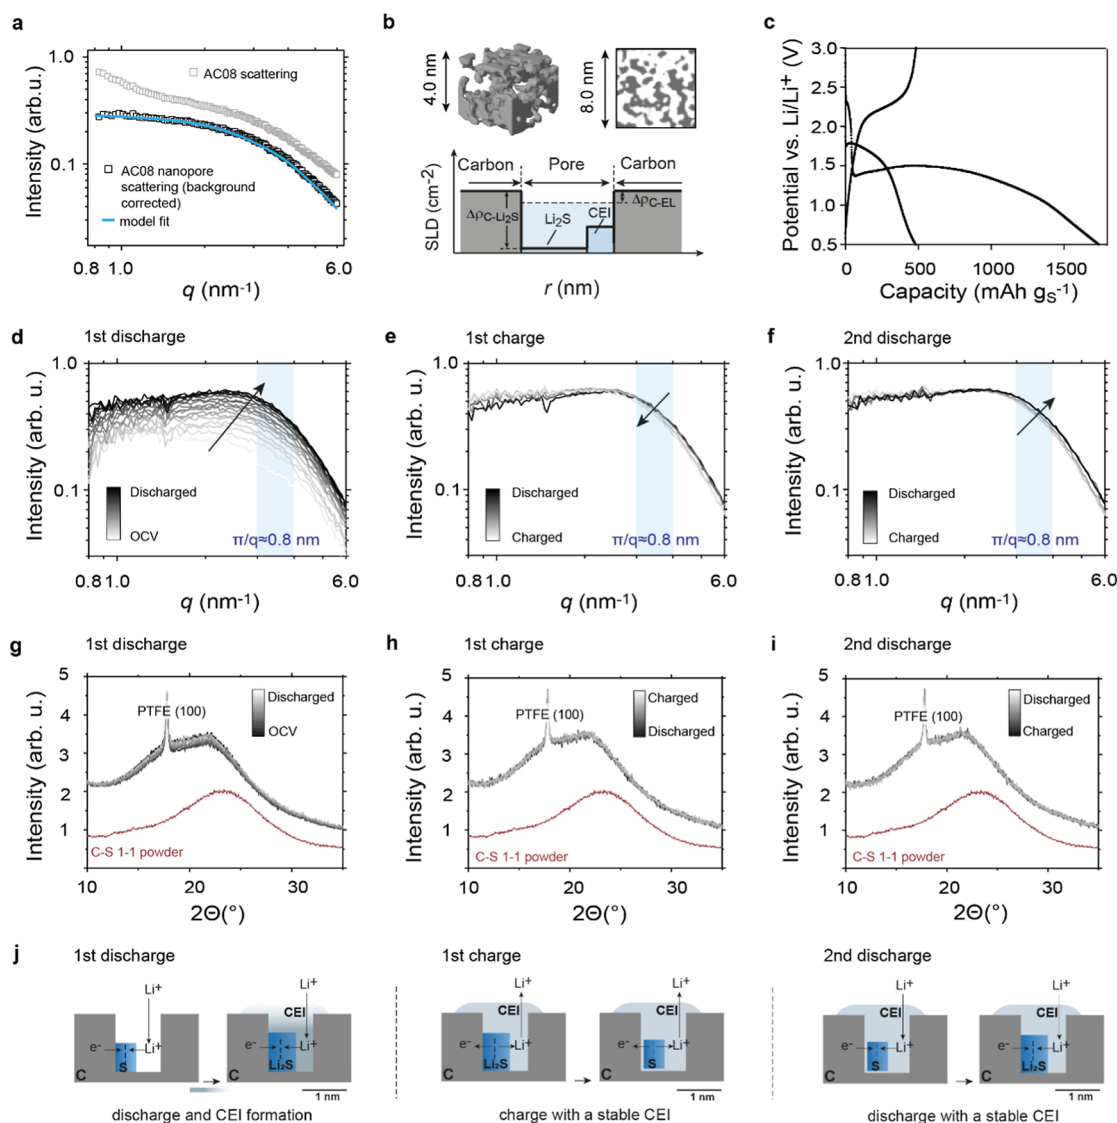 a
Intensity (arb.u.)
1.0
0.1
AC08 scattering
AC08 nanopore
scattering (background
corrected)
model fit
0.8 1.0
6.0
q (nm⁻¹)
b
4.0 nm
8.0 nm
Carbon
Pore
Carbon
SLD (cm⁻²)
ΔρC-Li₂S
Li₂S
CEI
ΔρC-EL
r (nm)
c
Potential vs. Li/Li⁺ (V)
3.0
2.5
2.0
1.5
1.0
0.5
0
500
1000
1500
Capacity (mAh gS⁻¹)
d
1st discharge
Intensity (arb. u.)
1.0
0.1
Discharged
OCV
π/q≈0.8 nm
0.81.0
6.0
q (nm⁻¹)
e
1st charge
Intensity (arb. u.)
1.0
0.1
Discharged
Charged
π/q≈0.8 nm
0.81.0
6.0
q (nm⁻¹)
f
2nd discharge
Intensity (arb. u.)
1.0
0.1
Discharged
Charged
π/q≈0.8 nm
0.81.0
6.0
q (nm⁻¹)
g
1st discharge
Intensity (arb. u.)
5
4
3
2
1
PTFE (100)
Discharged
OCV
C-S 1-1 powder
10
20
30
2Θ(°)
h
1st charge
Intensity (arb. u.)
5
4
3
2
1
PTFE (100)
Charged
Discharged
C-S 1-1 powder
10
20
30
2Θ(°)
i
2nd discharge
Intensity (arb. u.)
5
4
3
2
1
PTFE (100)
Discharged
Charged
C-S 1-1 powder
10
20
30
2Θ(°)
j
1st discharge
Li⁺
e⁻
Li⁺
S
C
Li⁺
CEI
e⁻
Li⁺
Li₂S
C
1 nm
discharge and CEI formation
1st charge
Li⁺
CEI
e⁻
Li⁺
Li₂S
C
Li⁺
CEI
e⁻
Li⁺
S
C
1 nm
charge with a stable CEI
2nd discharge
Li⁺
CEI
e⁻
Li⁺
S
C
Li⁺
CEI
e⁻
Li⁺
Li₂S
C
1 nm
discharge with a stable CEI